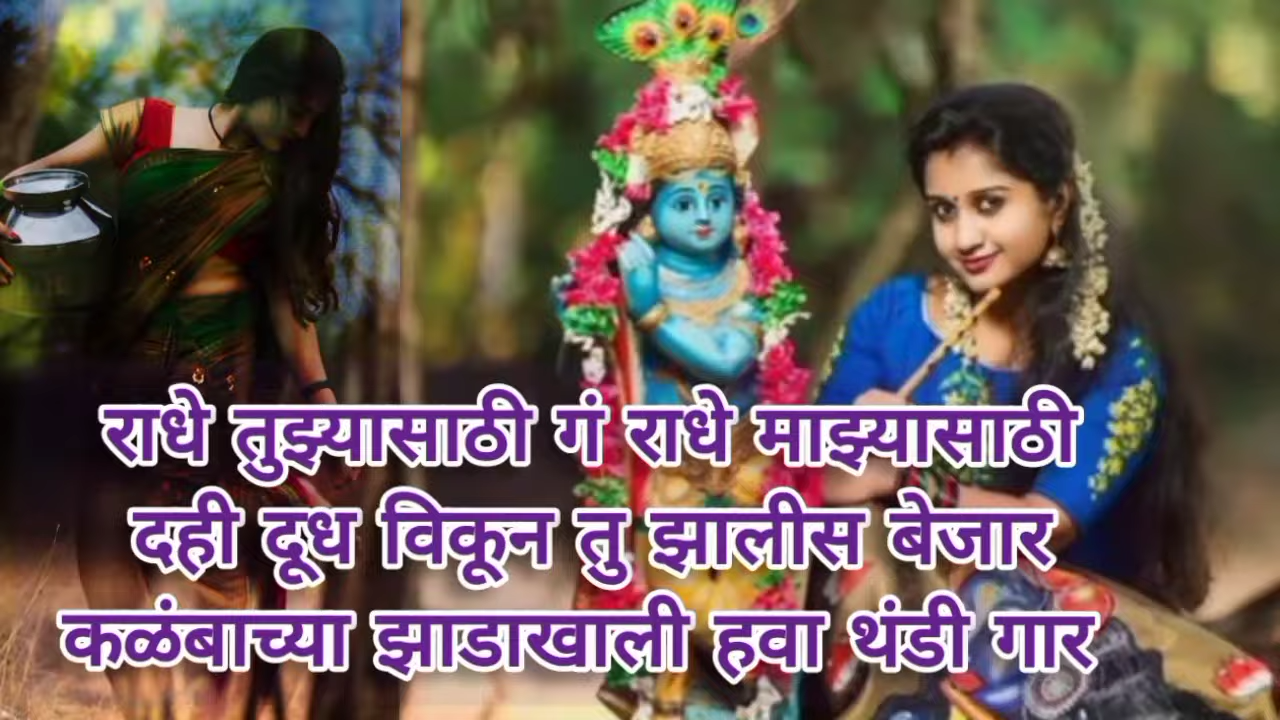 राधे तुझ्यासाठी गं राधे माझ्यासाठी
दही दूध विकून तु झालीस बेजार
कळंबाच्या झाडाखाली हवा थंडी गार